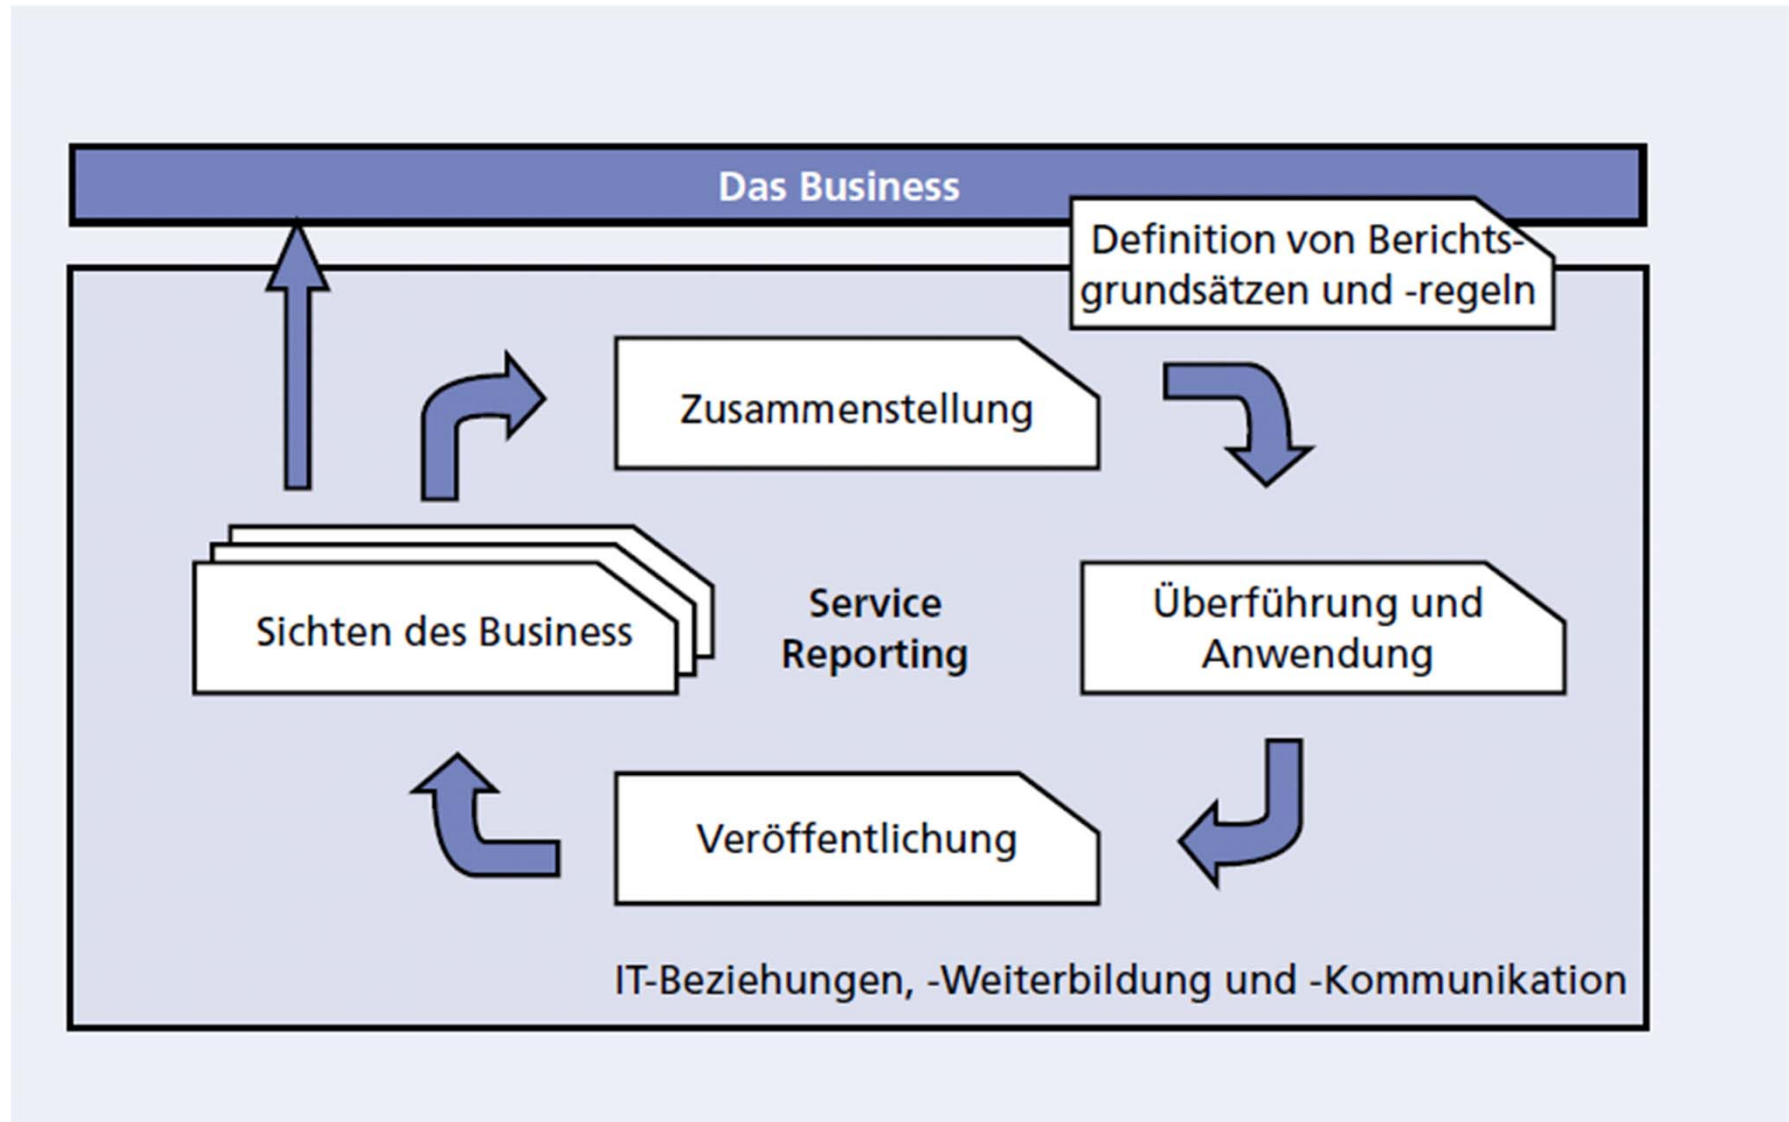 Das Business
Definition von Berichts-
grundsätzen und -regeln
Zusammenstellung
Sichten des Business
Service
Reporting
Überführung und
Anwendung
Veröffentlichung
IT-Beziehungen, -Weiterbildung und -Kommunikation